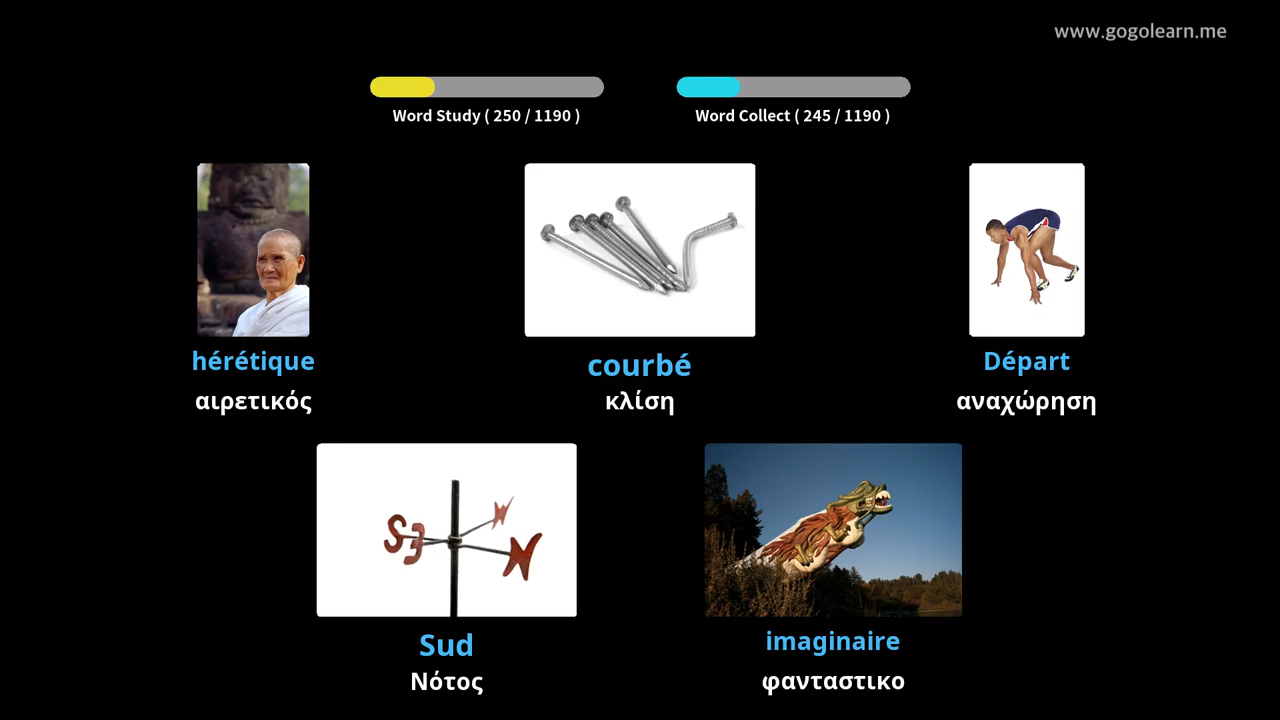 www.gogolearn.me
Word Study ( 250 / 1190 )
Word Collect ( 245 / 1190 )
hérétique
αιρετικός
courbé
κλίση
Départ
αναχώρηση
S E N W
Sud
Νότος
imaginaire
φανταστικο